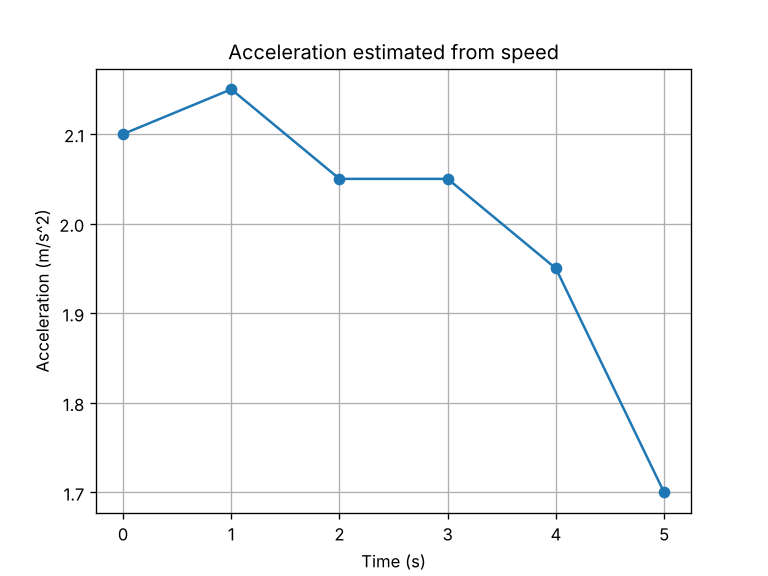 Acceleration estimated from speed
Acceleration (m/s^2)
2.1
2.0
1.9
1.8
1.7
0 1 2 3 4 5
Time (s)